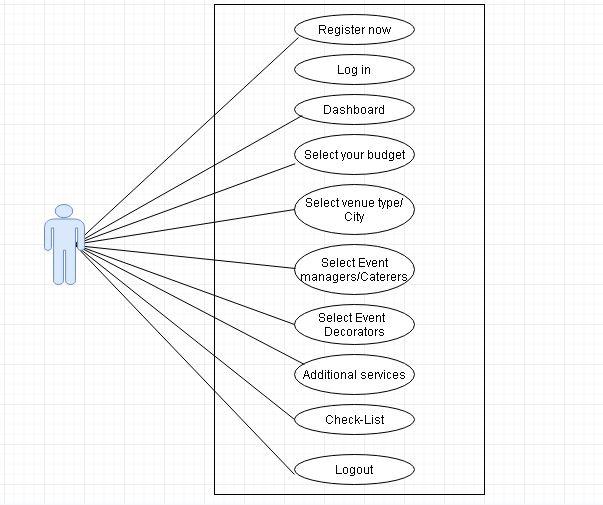 Register now
Log in
Dashboard
Select your budget
Select venue type/
City
Select Event
managers/Caterers
Select Event
Decorators
Additional services
Check-List
Logout